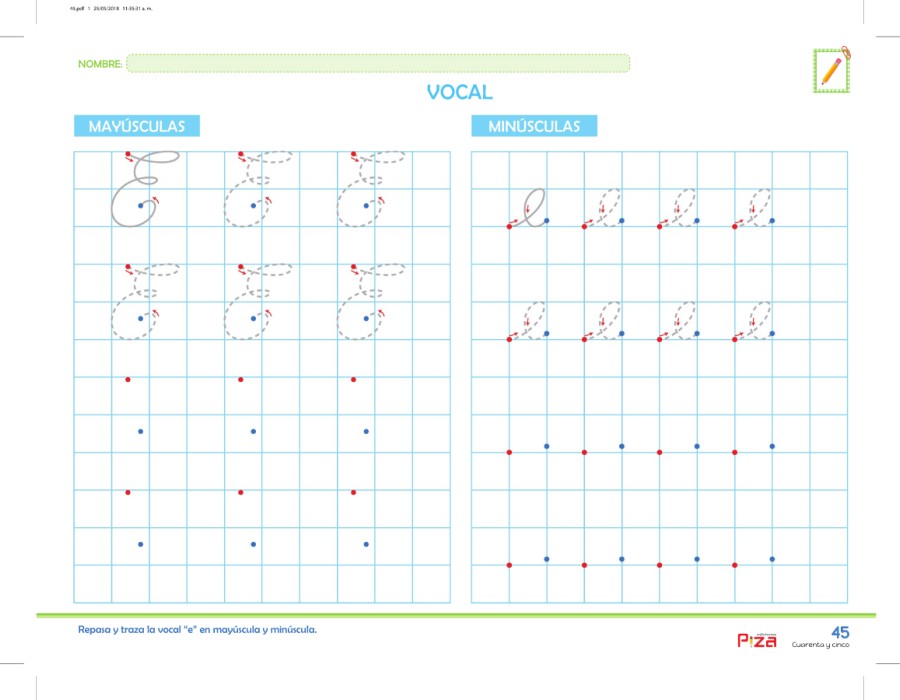 45.pdf 1 23/05/2018 11:35:31 a. m.
NOMBRE:
VOCAL
MAYÚSCULAS
MINÚSCULAS
E E E
e e e e
E E E
e e e e
Repasa y traza la vocal “e” en mayúscula y minúscula.
PiZA
45
Cuarenta y cinco